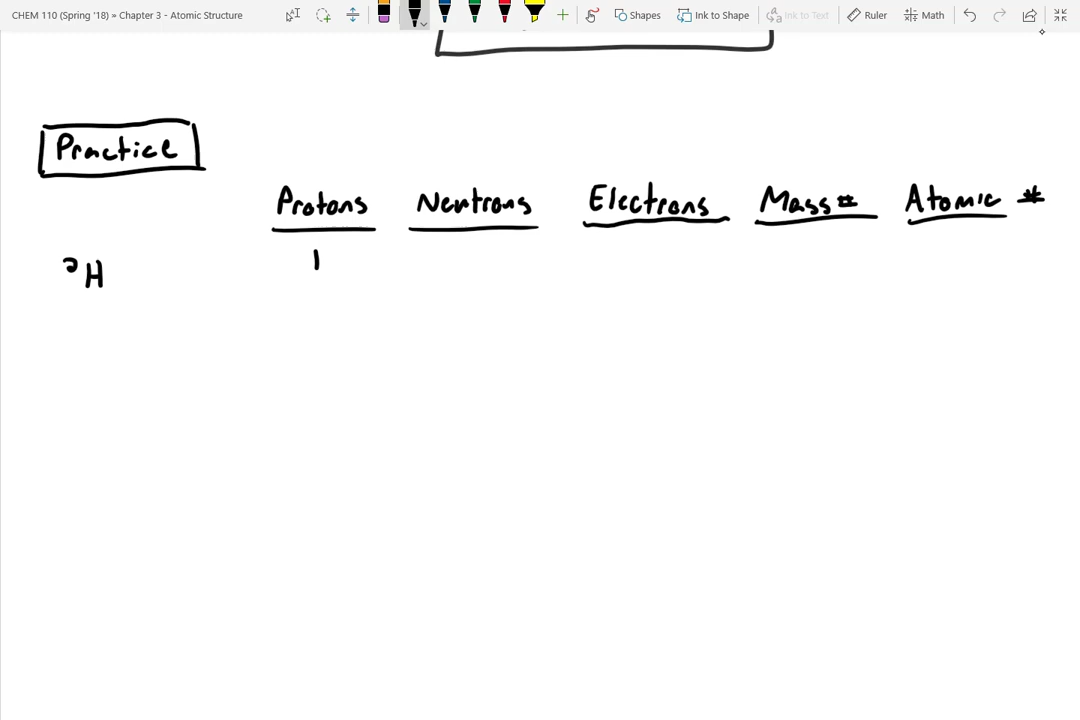 CHEM 110 (Spring '18) » Chapter 3 - Atomic Structure Shapes Ink to Shape Ink to Text Ruler Math
Practice
Protons Neutrons Electrons Mass # Atomic #
²H 1